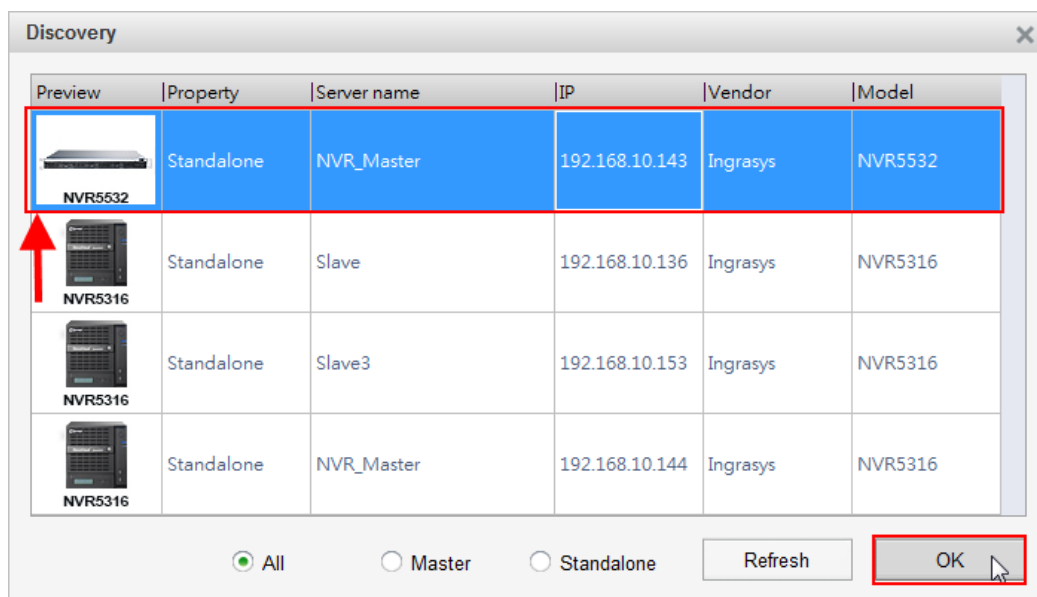 Discovery
Preview Property Server name IP Vendor Model
NVR5532 Standalone NVR_Master 192.168.10.143 Ingrasys NVR5532
NVR5316 Standalone Slave 192.168.10.136 Ingrasys NVR5316
NVR5316 Standalone Slave3 192.168.10.153 Ingrasys NVR5316
NVR5316 Standalone NVR_Master 192.168.10.144 Ingrasys NVR5316
All Master Standalone Refresh OK